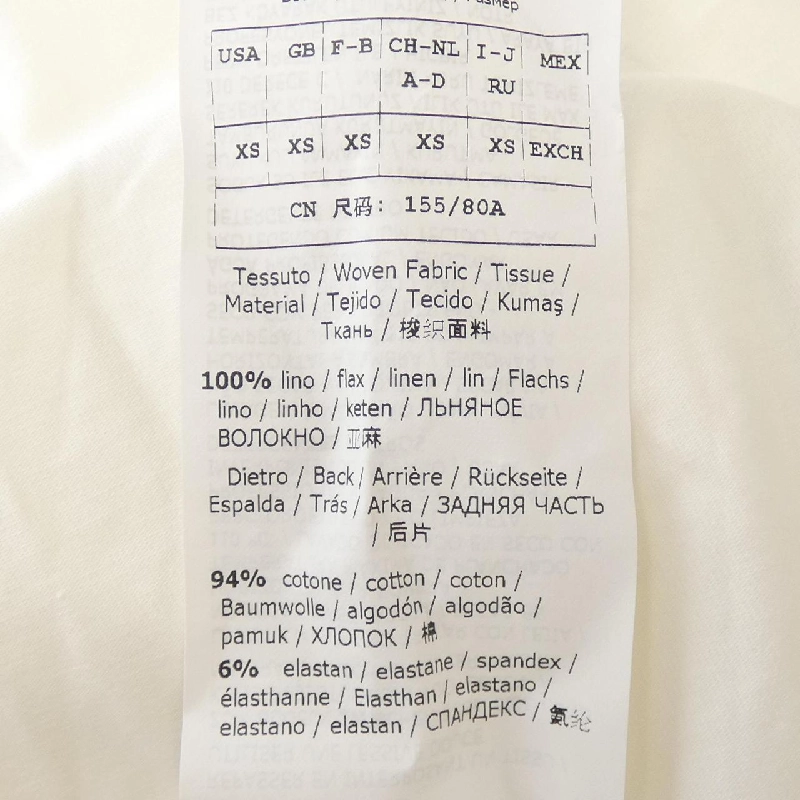 USA GB F-B CH-NL I-J MEX
A-D RU
XS XS XS XS XS EXCH
CN 尺码: 155/80A
Tessuto / Woven Fabric / Tissue /
Material / Tejido / Tecido / Kumaş /
Ткань / 梭织面料
100% lino / flax / linen / lin / Flachs /
lino / linho / keten / ЛЬНЯНОЕ
ВОЛОКНО / 亚麻
Dietro / Back / Arrière / Rückseite /
Espalda / Trás / Arka / ЗАДНЯЯ ЧАСТЬ
/ 后片
94% cotone / cotton / coton /
Baumwolle / algodón / algodão /
pamuk / ХЛОПОК / 棉
6% elastan / elastane / spandex /
élasthanne / Elasthan / elastano /
elastano / elastan / СПАНДЕКС / 氨纶